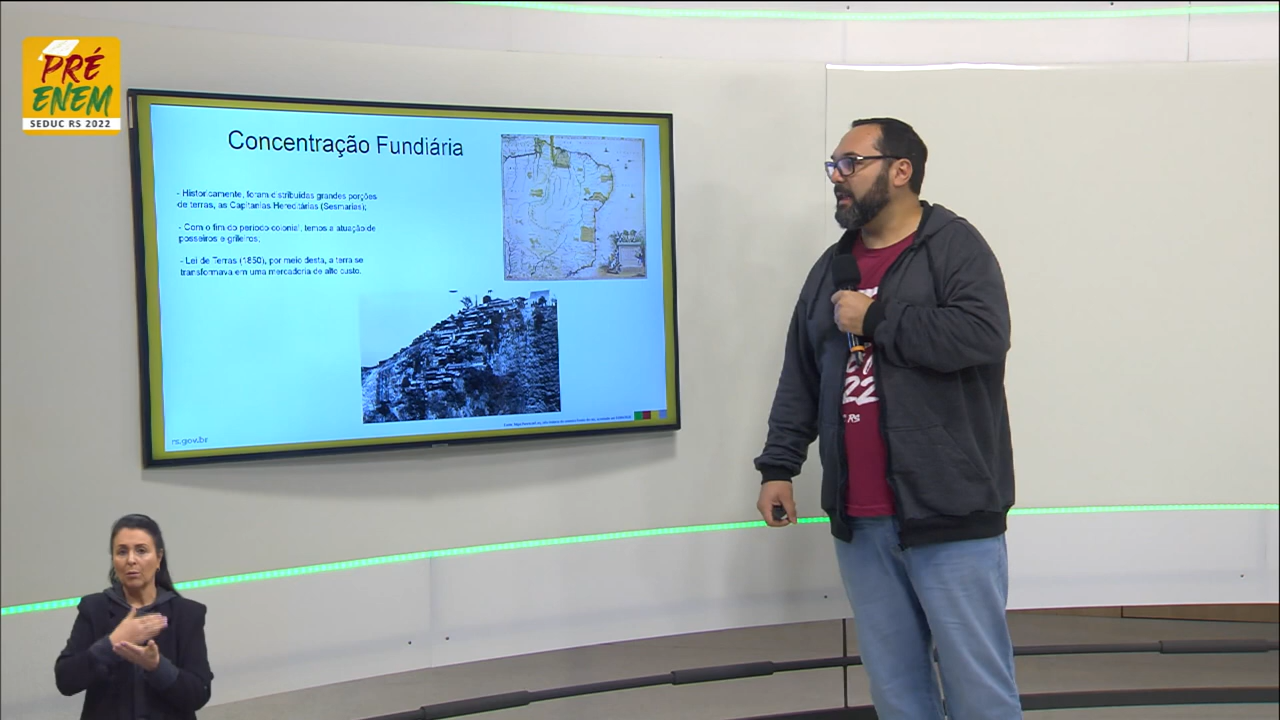 PRÉ
ENEM
SEDUC RS 2022
Concentração Fundiária
- Historicamente, foram distribuídas grandes porções
de terras, as Capitanias Hereditárias (Sesmarias);
- Com o fim do período colonial, temos a atuação de
posseiros e grileiros;
- Lei de Terras (1850), por meio desta, a terra se
transformava em uma mercadoria de alto custo.
rs.gov.br
22
RS